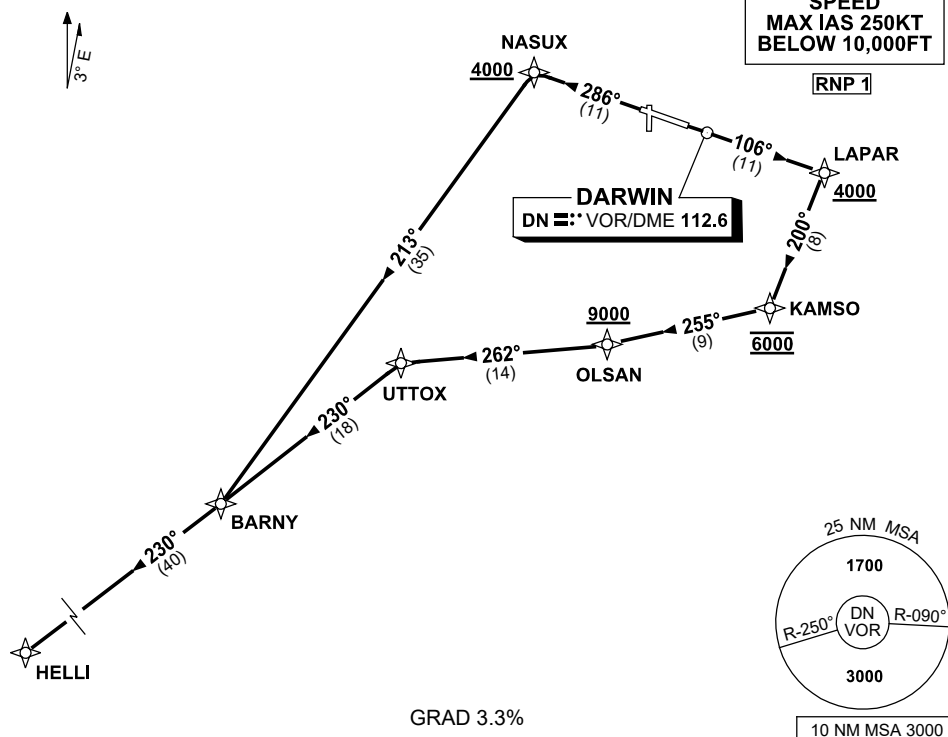 SPEED
MAX IAS 250KT
BELOW 10,000FT
RNP 1
3° E
NASUX
4000
286°
(11)
106°
(11)
LAPAR
4000
DARWIN
DN VOR/DME 112.6
213°
(35)
200°
(8)
KAMSO
6000
9000
255°
(9)
OLSAN
262°
(14)
UTTOX
230°
(18)
BARNY
230°
(40)
HELLI
25 NM MSA
1700
R-250°
DN
VOR
R-090°
3000
10 NM MSA 3000
GRAD 3.3%